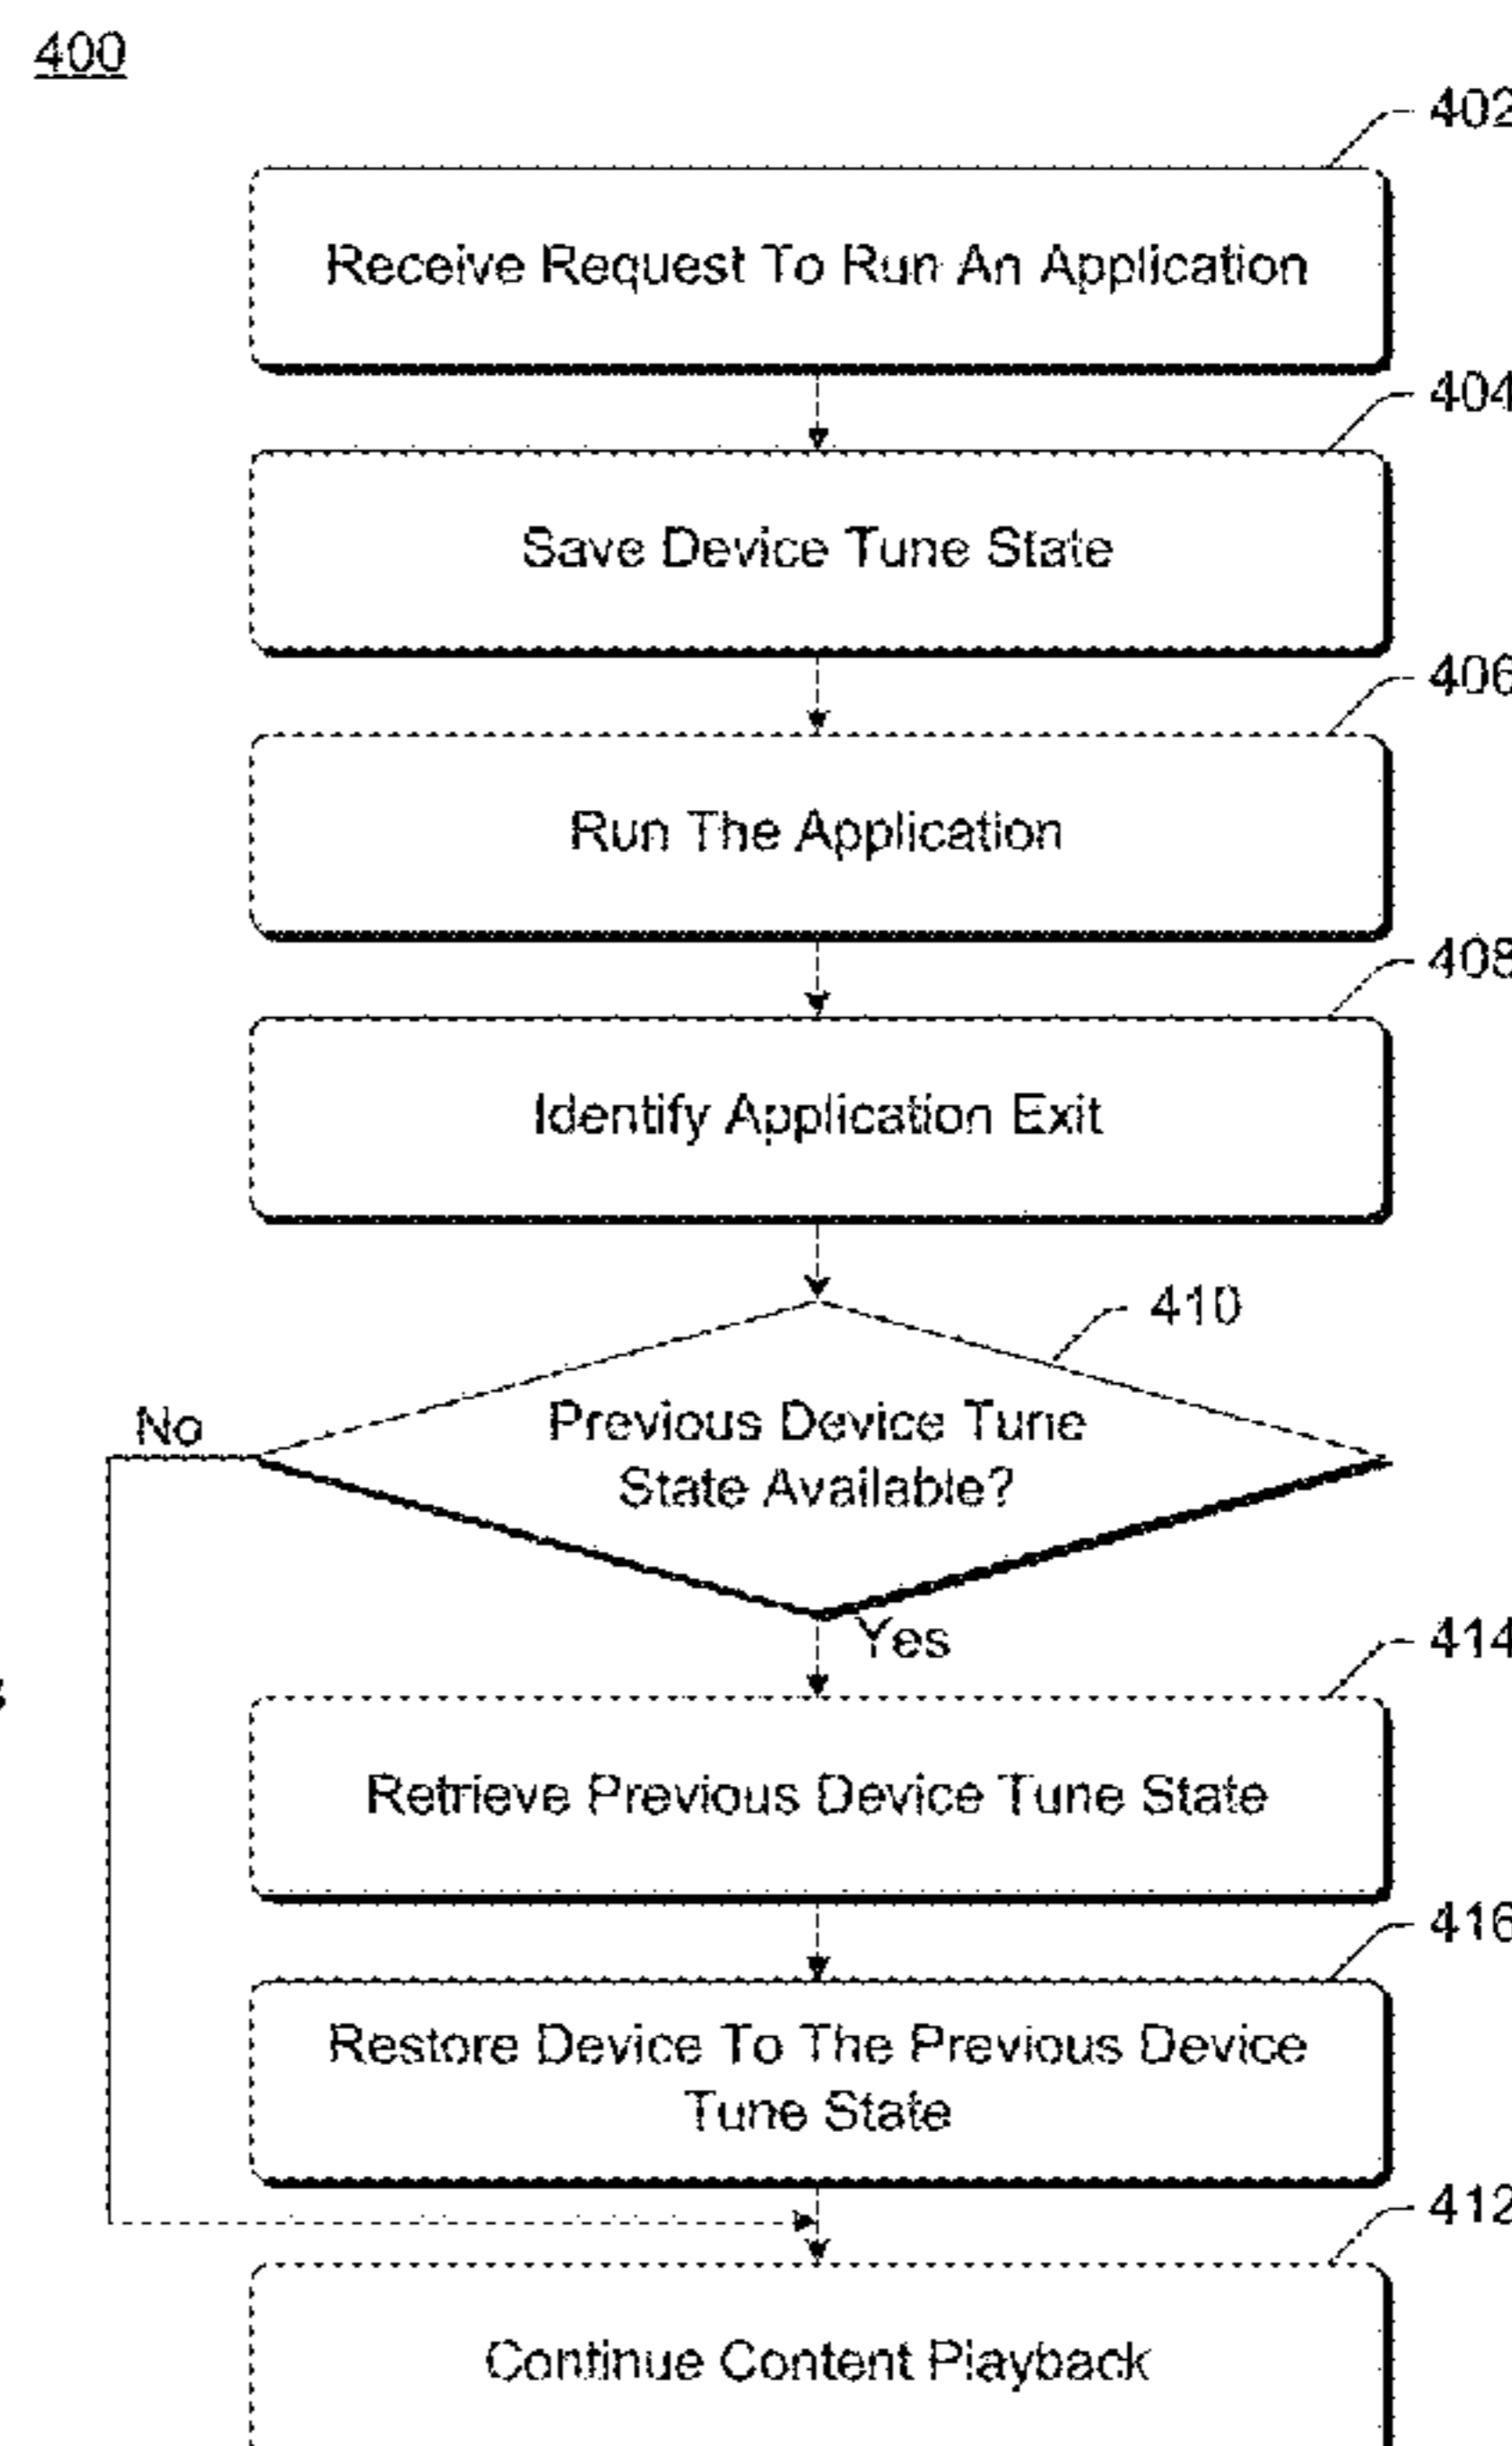 400
402
Receive Request To Run An Application
404
Save Device Tune State
406
Run The Application
408
Identify Application Exit
410
Previous Device Tune
State Available?
No
Yes
414
Retrieve Previous Device Tune State
416
Restore Device To The Previous Device
Tune State
412
Continue Content Playback